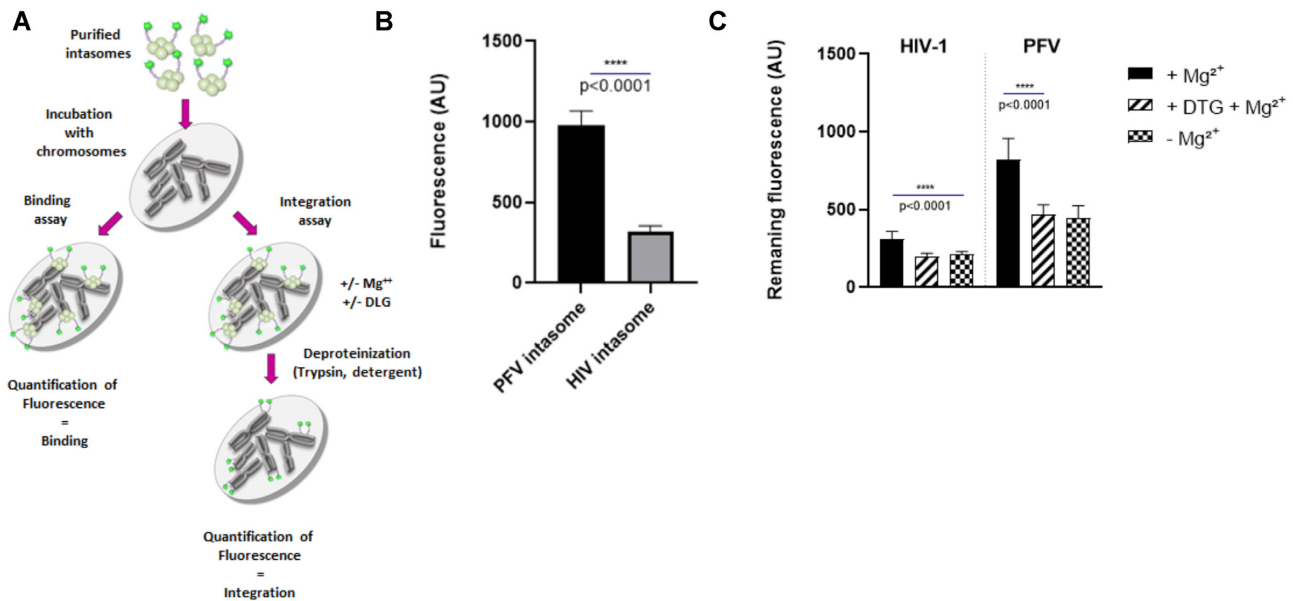 A
Purified
intasomes
Incubation
with
chromosomes
Binding
assay
Integration
assay
+/- Mg⁺⁺
+/- DLG
Deproteinization
(Trypsin, detergent)
Quantification of
Fluorescence
=
Binding
Quantification of
Fluorescence
=
Integration
B
Fluorescence (AU)
1500
1000
500
0
****
p<0.0001
PFV intasome
HIV intasome
C
Remaning fluorescence (AU)
1500
1000
500
0
HIV-1
PFV
****
p<0.0001
****
p<0.0001
+ Mg²⁺
+ DTG + Mg²⁺
- Mg²⁺